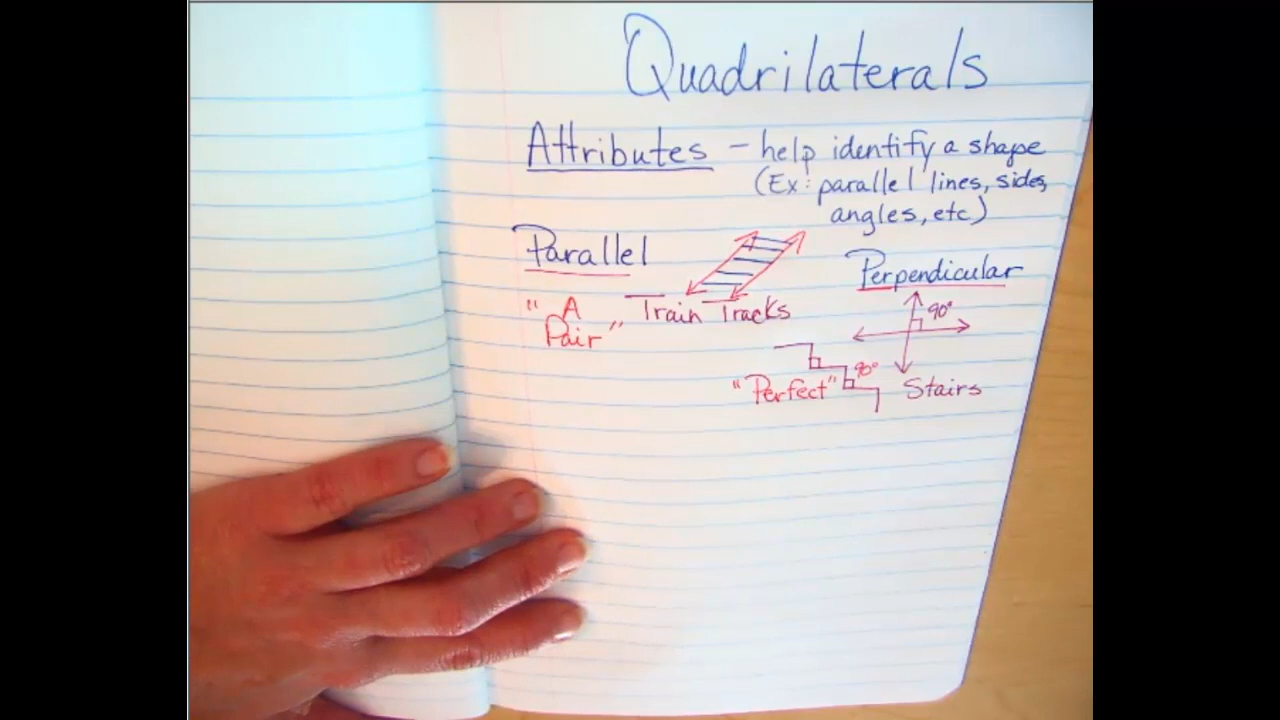 Quadrilaterals
Attributes - help identify a shape
(Ex: parallel lines, sides,
angles, etc)
Parallel
"A
Pair"
Train Tracks
Perpendicular
90°
90°
"Perfect"
Stairs